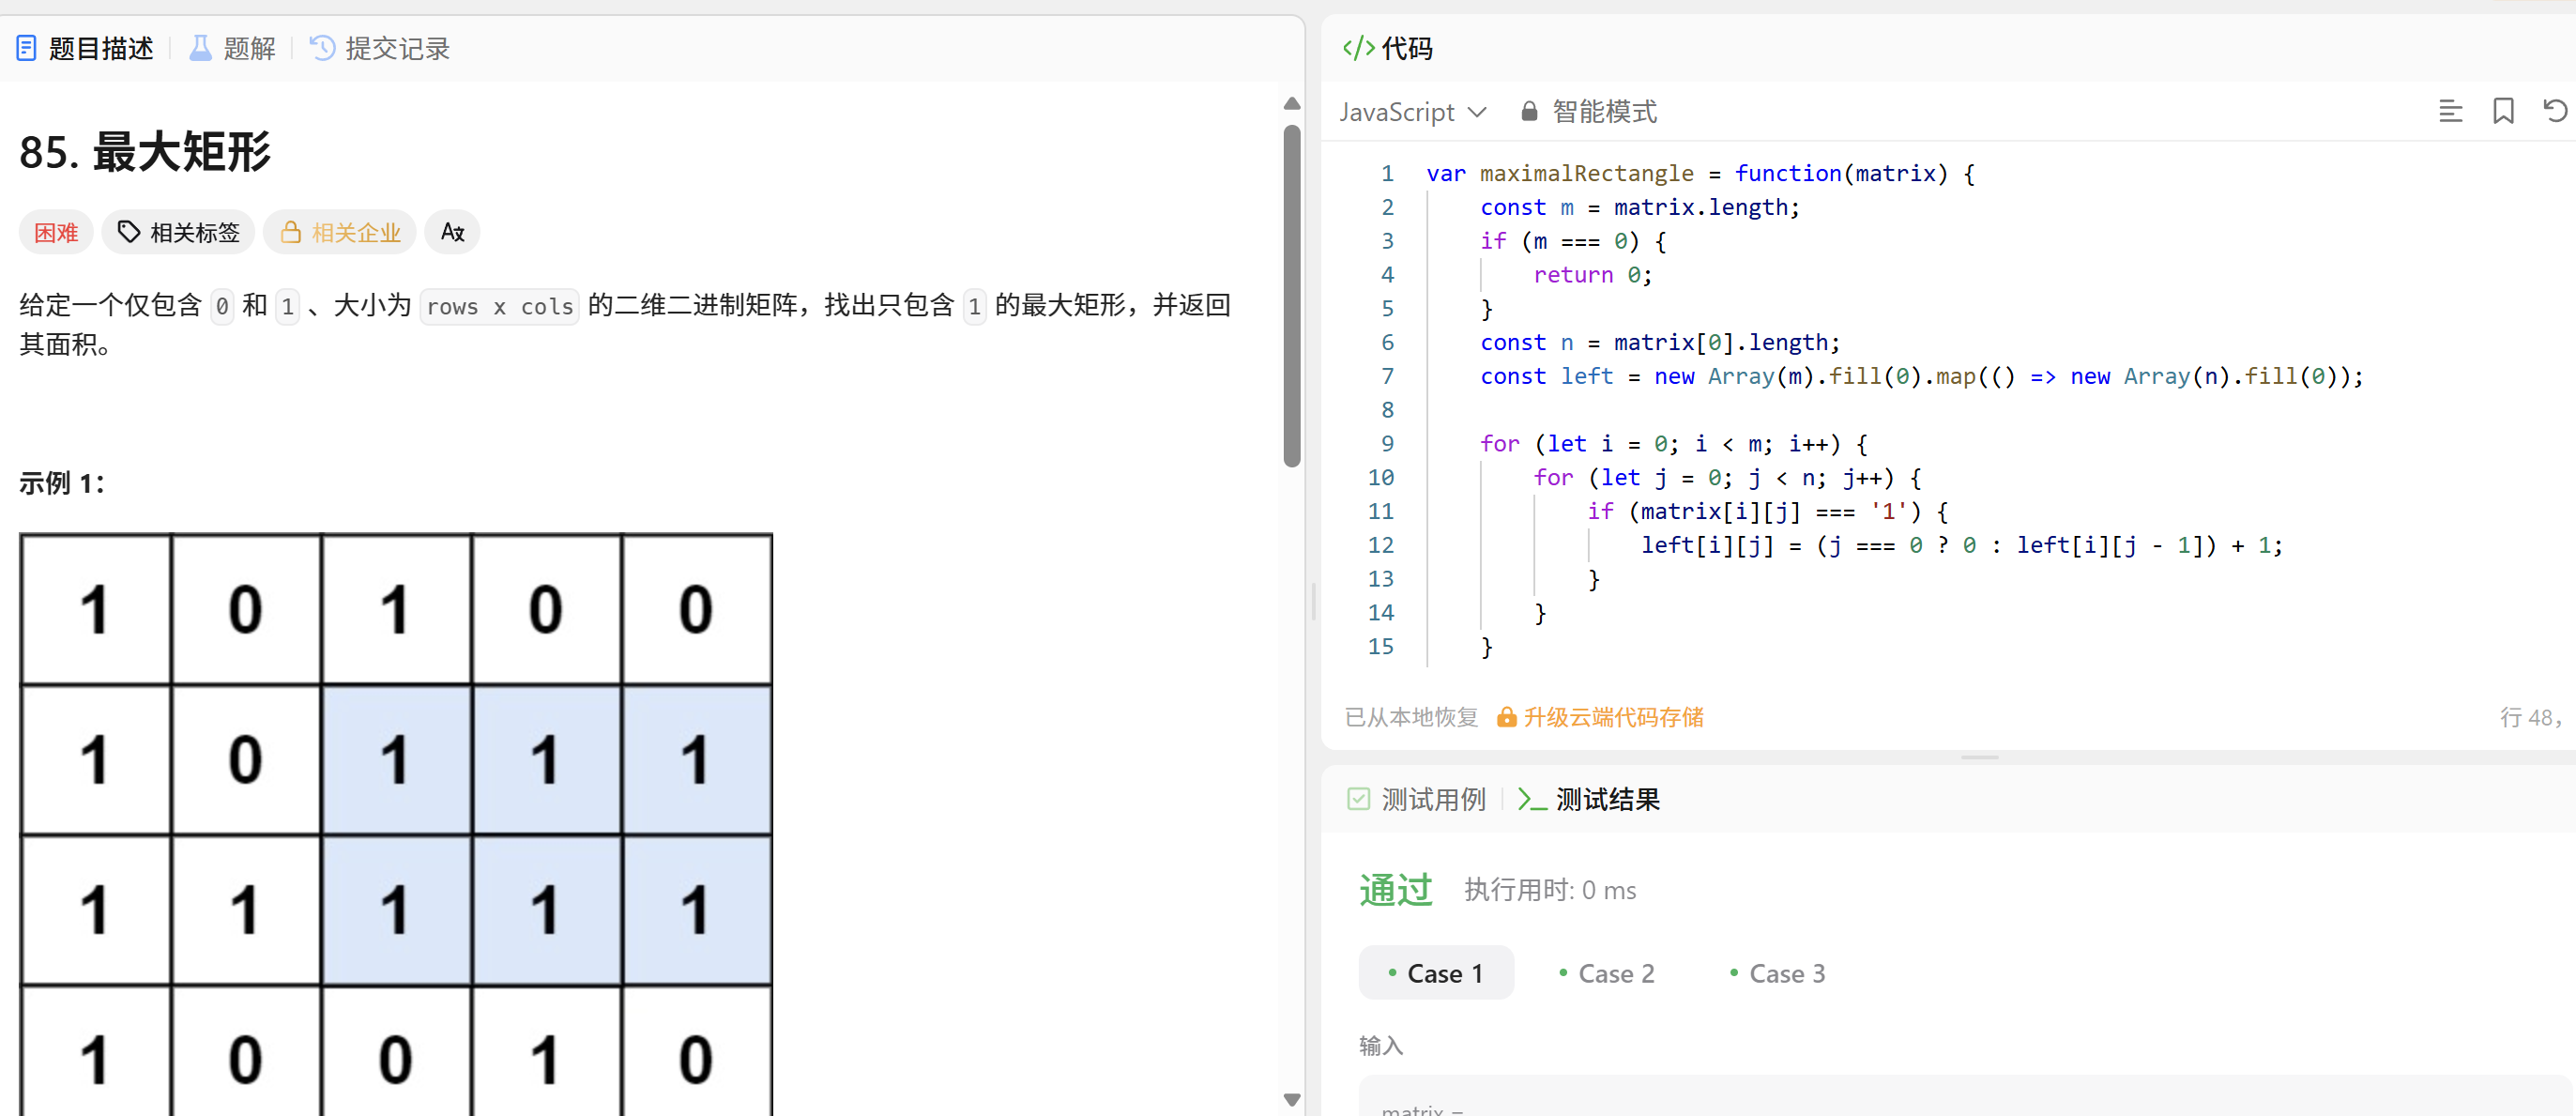 题目描述 题解 提交记录
85. 最大矩形
困难 相关标签 相关企业
给定一个仅包含 0 和 1 、大小为 rows x cols 的二维二进制矩阵，找出只包含 1 的最大矩形，并返回
其面积。
示例 1：
1 0 1 0 0
1 0 1 1 1
1 1 1 1 1
1 0 0 1 0
</> 代码
JavaScript 智能模式
1 var maximalRectangle = function(matrix) {
2 const m = matrix.length;
3 if (m === 0) {
4 return 0;
5 }
6 const n = matrix[0].length;
7 const left = new Array(m).fill(0).map(() => new Array(n).fill(0));
8
9 for (let i = 0; i < m; i++) {
10 for (let j = 0; j < n; j++) {
11 if (matrix[i][j] === '1') {
12 left[i][j] = (j === 0 ? 0 : left[i][j - 1]) + 1;
13 }
14 }
15 }
已从本地恢复 升级云端代码存储 行 48，
测试用例 >_ 测试结果
通过 执行用时: 0 ms
• Case 1 • Case 2 • Case 3
输入
matrix =